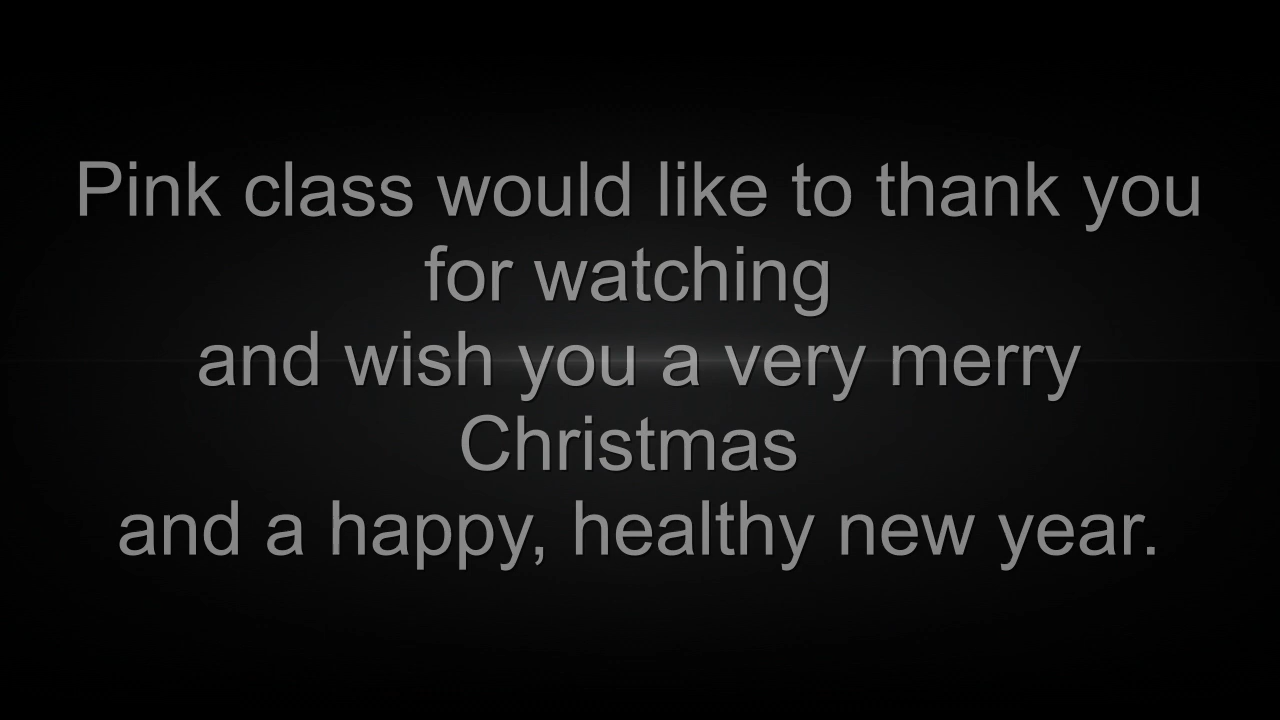 Pink class would like to thank you
for watching
and wish you a very merry
Christmas
and a happy, healthy new year.